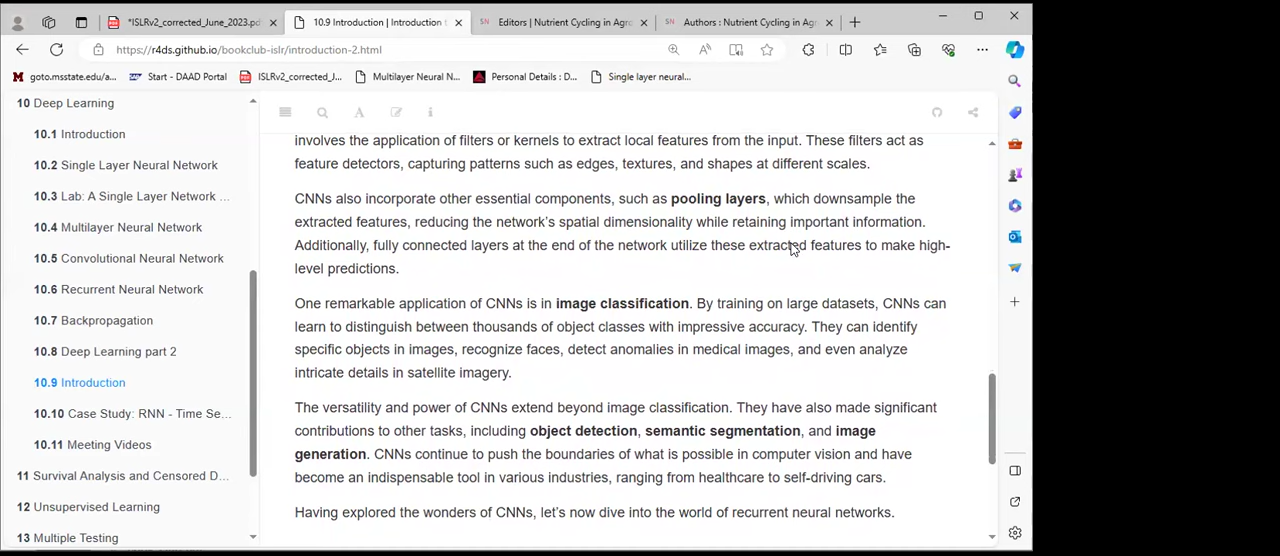 *ISLRv2_corrected_June_2023.pd
10.9 Introduction | Introduction t
Editors | Nutrient Cycling in Agro
Authors : Nutrient Cycling in Agr
https://r4ds.github.io/bookclub-islr/introduction-2.html
goto.msstate.edu/a...
Start - DAAD Portal
ISLRv2_corrected_J...
Multilayer Neural N...
Personal Details : D...
Single layer neural...
10 Deep Learning
10.1 Introduction
10.2 Single Layer Neural Network
10.3 Lab: A Single Layer Network ...
10.4 Multilayer Neural Network
10.5 Convolutional Neural Network
10.6 Recurrent Neural Network
10.7 Backpropagation
10.8 Deep Learning part 2
10.9 Introduction
10.10 Case Study: RNN - Time Se...
10.11 Meeting Videos
11 Survival Analysis and Censored D...
12 Unsupervised Learning
13 Multiple Testing
involves the application of filters or kernels to extract local features from the input. These filters act as
feature detectors, capturing patterns such as edges, textures, and shapes at different scales.
CNNs also incorporate other essential components, such as pooling layers, which downsample the
extracted features, reducing the network's spatial dimensionality while retaining important information.
Additionally, fully connected layers at the end of the network utilize these extracted features to make high-
level predictions.
One remarkable application of CNNs is in image classification. By training on large datasets, CNNs can
learn to distinguish between thousands of object classes with impressive accuracy. They can identify
specific objects in images, recognize faces, detect anomalies in medical images, and even analyze
intricate details in satellite imagery.
The versatility and power of CNNs extend beyond image classification. They have also made significant
contributions to other tasks, including object detection, semantic segmentation, and image
generation. CNNs continue to push the boundaries of what is possible in computer vision and have
become an indispensable tool in various industries, ranging from healthcare to self-driving cars.
Having explored the wonders of CNNs, let's now dive into the world of recurrent neural networks.